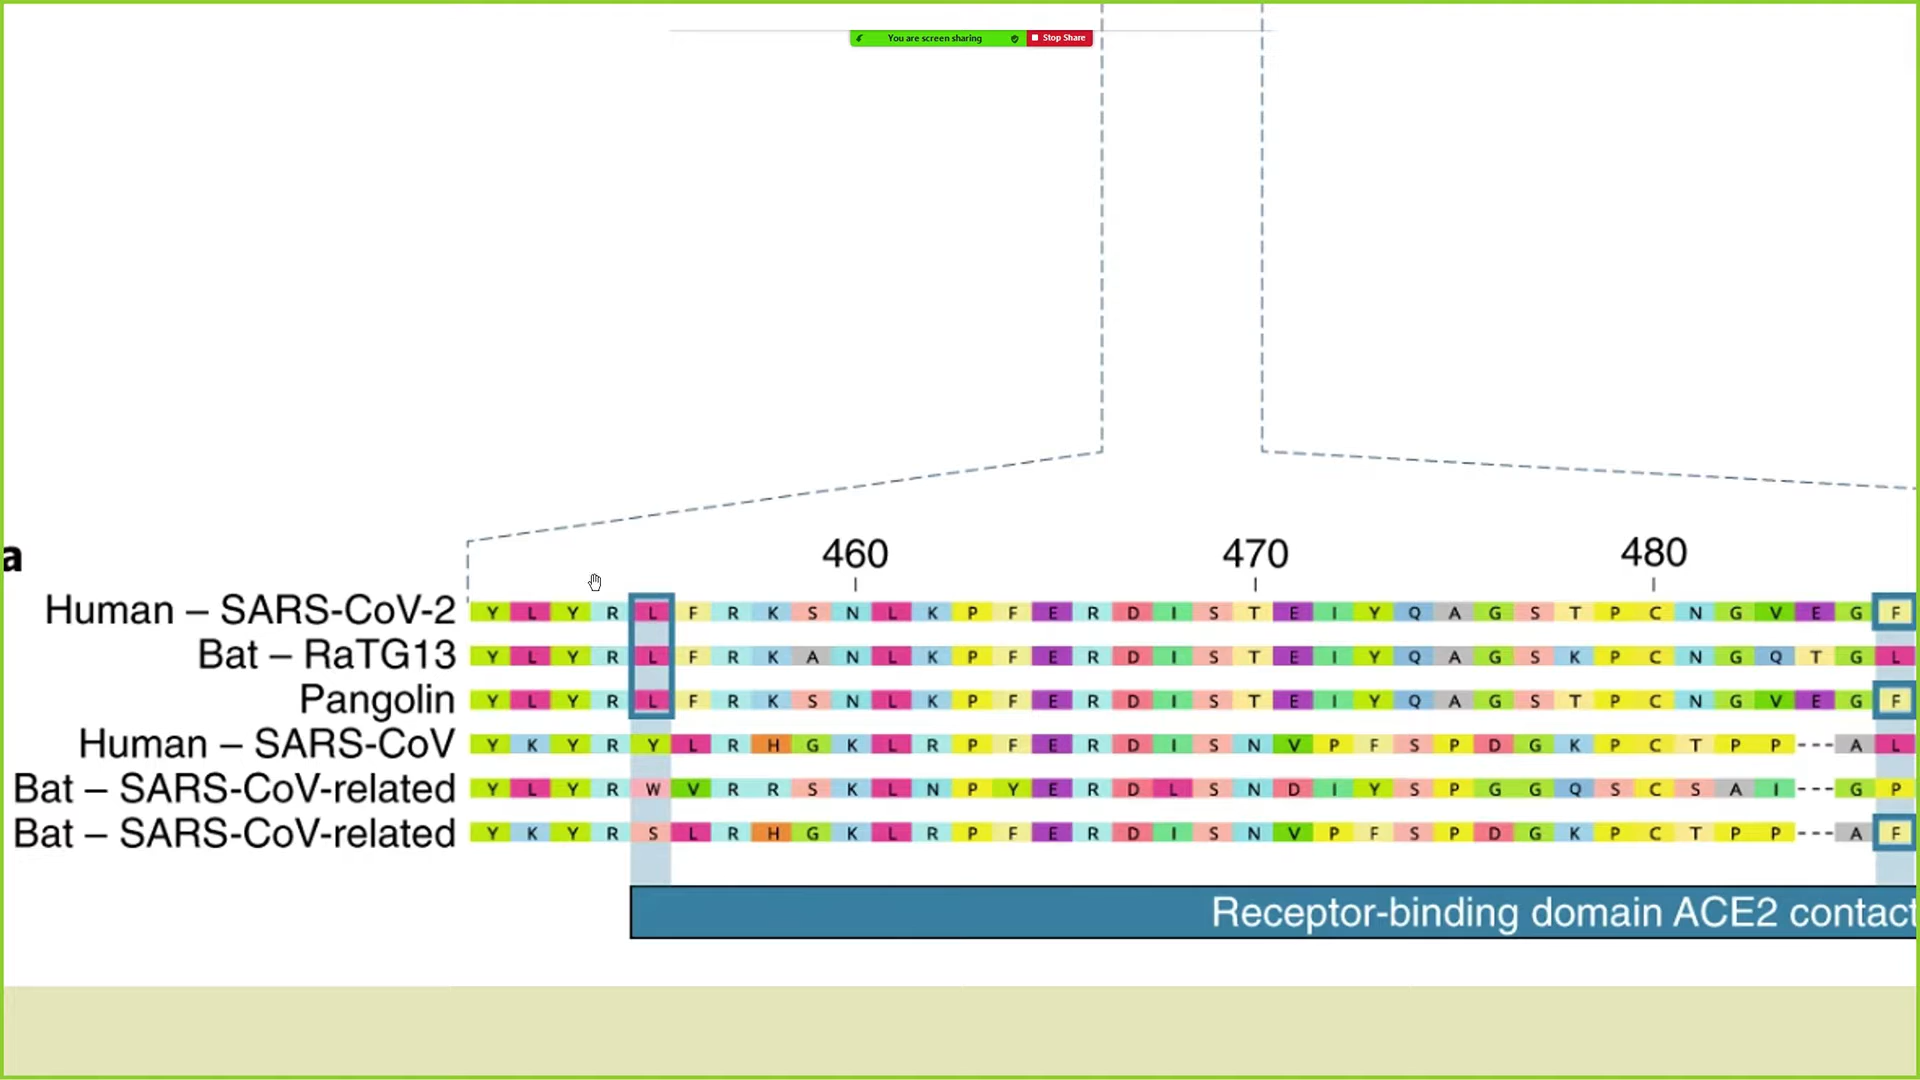 You are screen sharing Stop Share
a
460 470 480
Human – SARS-CoV-2 Y L Y R L F R K S N L K P F E R D I S T E I Y Q A G S T P C N G V E G F
Bat – RaTG13 Y L Y R L F R K A N L K P F E R D I S T E I Y Q A G S K P C N G Q T G L
Pangolin Y L Y R L F R K S N L K P F E R D I S T E I Y Q A G S T P C N G V E G F
Human – SARS-CoV Y K Y R Y L R H G K L R P F E R D I S N V P F S P D G K P C T P P --- A L
Bat – SARS-CoV-related Y L Y R W V R R S K L N P Y E R D L S N D I Y S P G G Q S C S A I --- G P
Bat – SARS-CoV-related Y K Y R S L R H G K L R P F E R D I S N V P F S P D G K P C T P P --- A F
Receptor-binding domain ACE2 contact